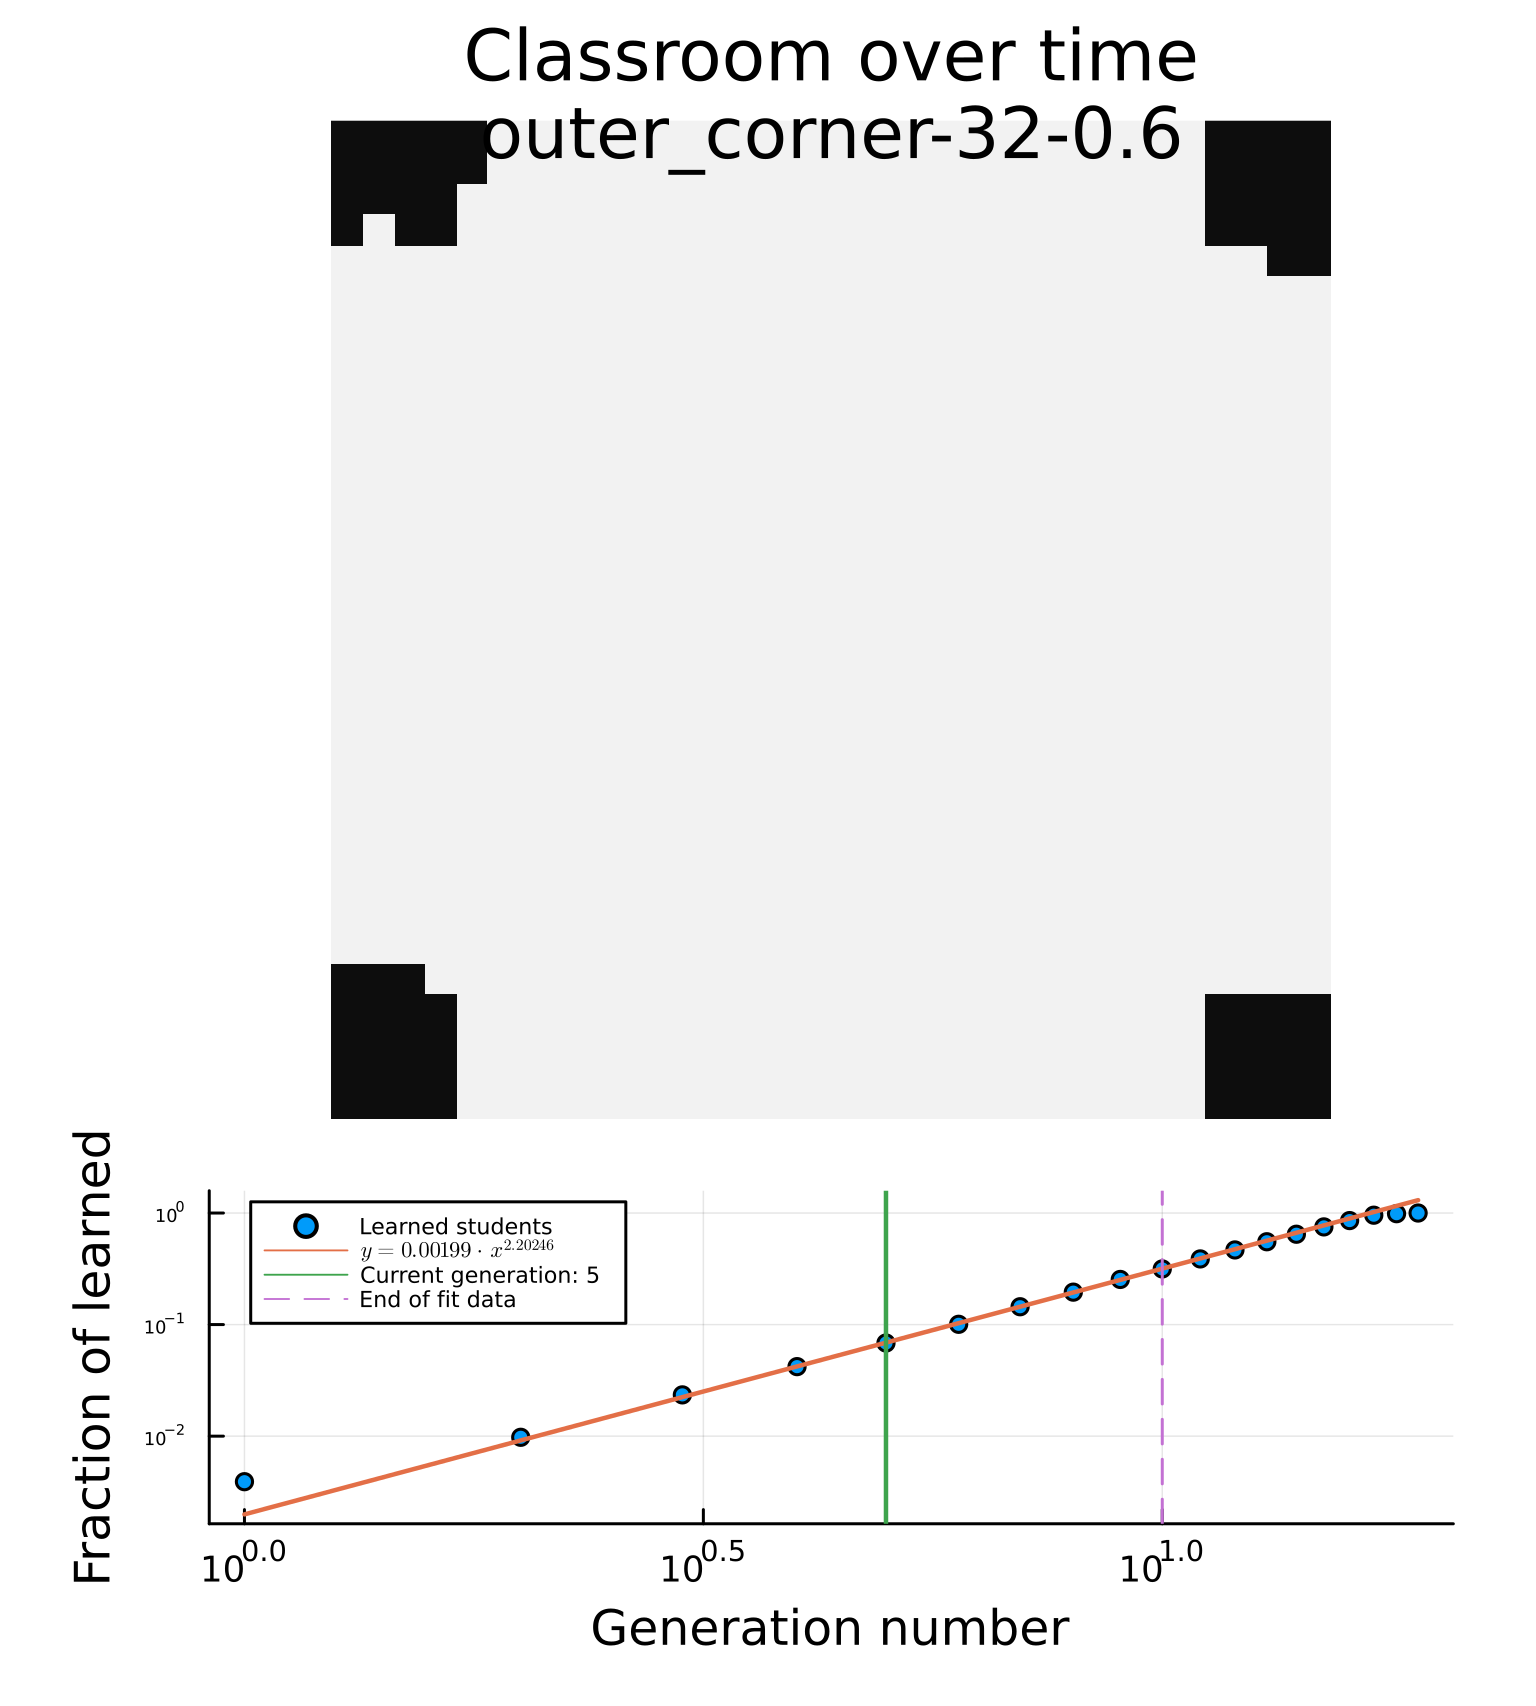 Classroom over time
outer_corner-32-0.6
Fraction of learned
10⁰
10⁻¹
10⁻²
Learned students
y = 0.00199 · x^2.20246
Current generation: 5
End of fit data
10^0.0
10^0.5
10^1.0
Generation number